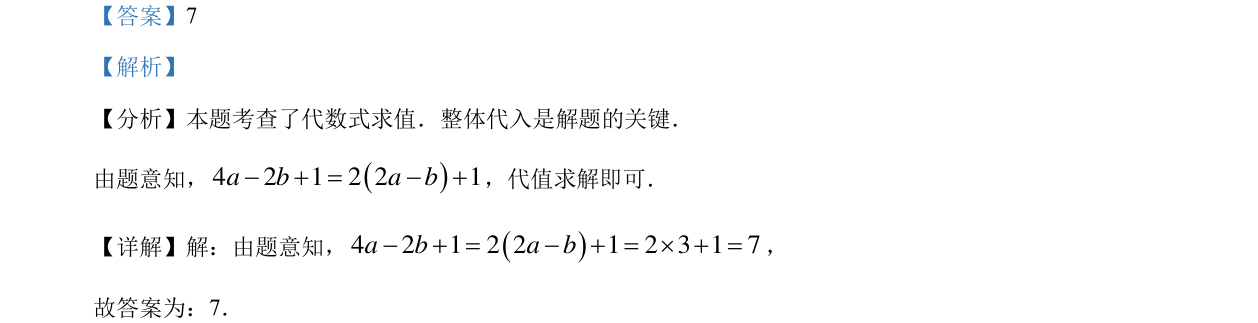 【答案】7
【解析】
【分析】本题考查了代数式求值．整体代入是解题的关键．
由题意知，4a−2b+1=2(2a−b)+1，代值求解即可．
【详解】解：由题意知，4a−2b+1=2(2a−b)+1=2×3+1=7，
故答案为：7．